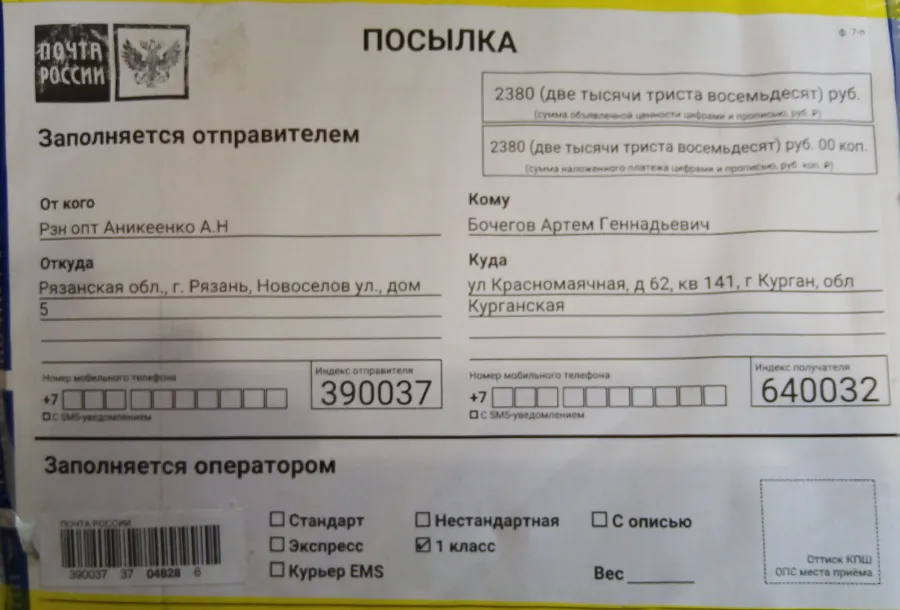 ПОЧТА
РОССИИ
ПОСЫЛКА
ф. 7-п
2380 (две тысячи триста восемьдесят) руб.
(сумма объявленной ценности цифрами и прописью, руб. ₽)
Заполняется отправителем
2380 (две тысячи триста восемьдесят) руб. 00 коп.
(сумма наложенного платежа цифрами и прописью, руб. коп. ₽)
От кого
Рзн опт Аникеенко А.Н
Кому
Бочегов Артем Геннадьевич
Откуда
Рязанская обл., г. Рязань, Новоселов ул., дом
5
Куда
ул Красномаячная, д 62, кв 141, г Курган, обл
Курганская
Номер мобильного телефона
+7
С SMS-уведомлением
Индекс отправителя
390037
Номер мобильного телефона
+7
С SMS-уведомлением
Индекс получателя
640032
Заполняется оператором
ПОЧТА РОССИИ
390037 37 04828 6
Стандарт
Экспресс
Курьер EMS
Нестандартная
1 класс
С описью
Вес
Оттиск КПШ
ОПС места приёма